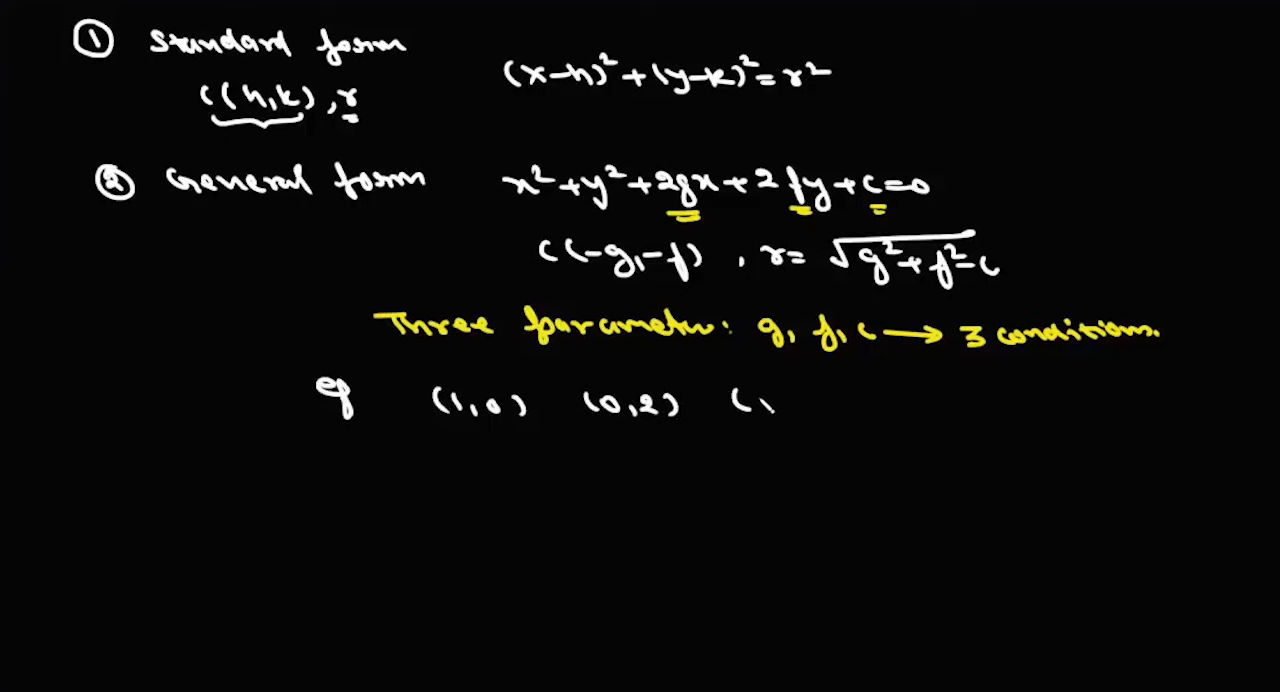 ① Standard form
(x-h)²+(y-k)²=r²
C(h,k), r
② General form x²+y²+2gx+2fy+c=0
C(-g,-f), r=√g²+f²-c
Three parameter: g, f, c → 3 conditions.
eg (1,0) (0,2) (